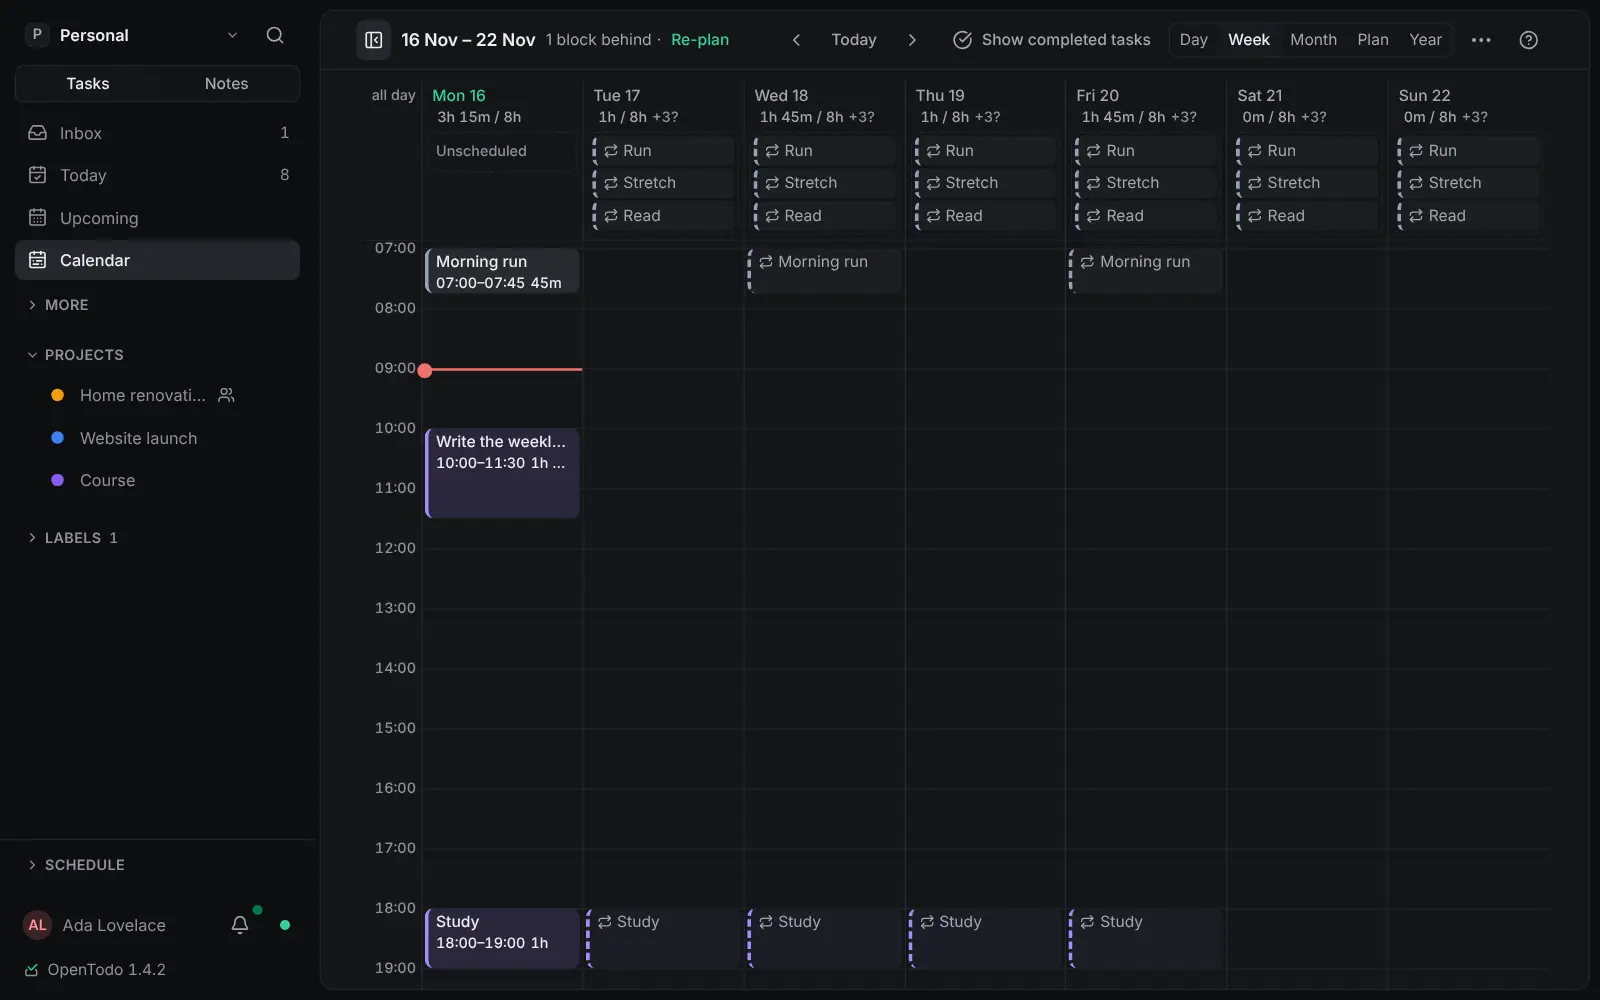 P Personal
Tasks Notes
Inbox 1
Today 8
Upcoming
Calendar
MORE
PROJECTS
Home renovati...
Website launch
Course
LABELS 1
SCHEDULE
AL Ada Lovelace
OpenTodo 1.4.2
16 Nov – 22 Nov 1 block behind · Re-plan
Today
Show completed tasks
Day Week Month Plan Year
all day
Mon 16
3h 15m / 8h
Unscheduled
Tue 17
1h / 8h +3?
Run
Stretch
Read
Wed 18
1h 45m / 8h +3?
Run
Stretch
Read
Thu 19
1h / 8h +3?
Run
Stretch
Read
Fri 20
1h 45m / 8h +3?
Run
Stretch
Read
Sat 21
0m / 8h +3?
Run
Stretch
Read
Sun 22
0m / 8h +3?
Run
Stretch
Read
07:00
Morning run
07:00–07:45 45m
Morning run
Morning run
08:00
09:00
10:00
Write the weekl...
10:00–11:30 1h ...
11:00
12:00
13:00
14:00
15:00
16:00
17:00
18:00
Study
18:00–19:00 1h
Study
Study
Study
Study
19:00